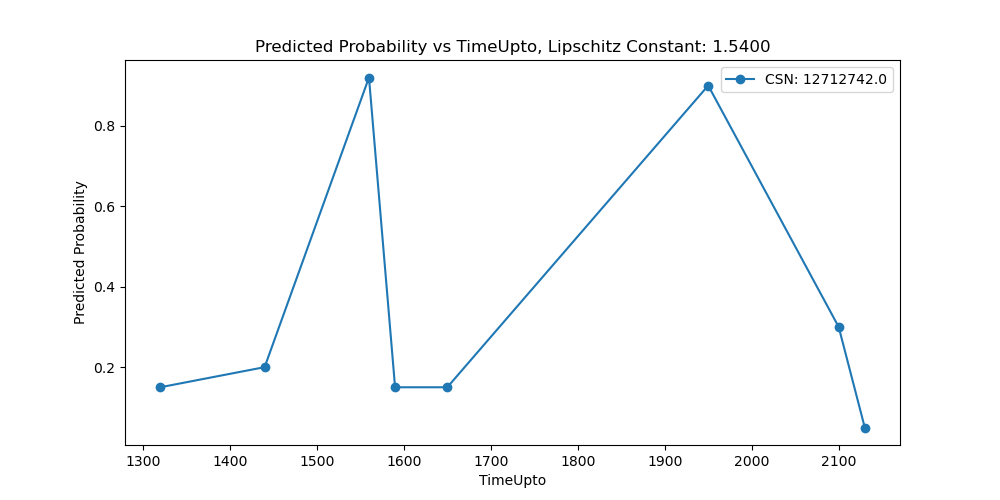 Predicted Probability vs TimeUpto, Lipschitz Constant: 1.5400
CSN: 12712742.0
Predicted Probability
0.8
0.6
0.4
0.2
1300 1400 1500 1600 1700 1800 1900 2000 2100
TimeUpto